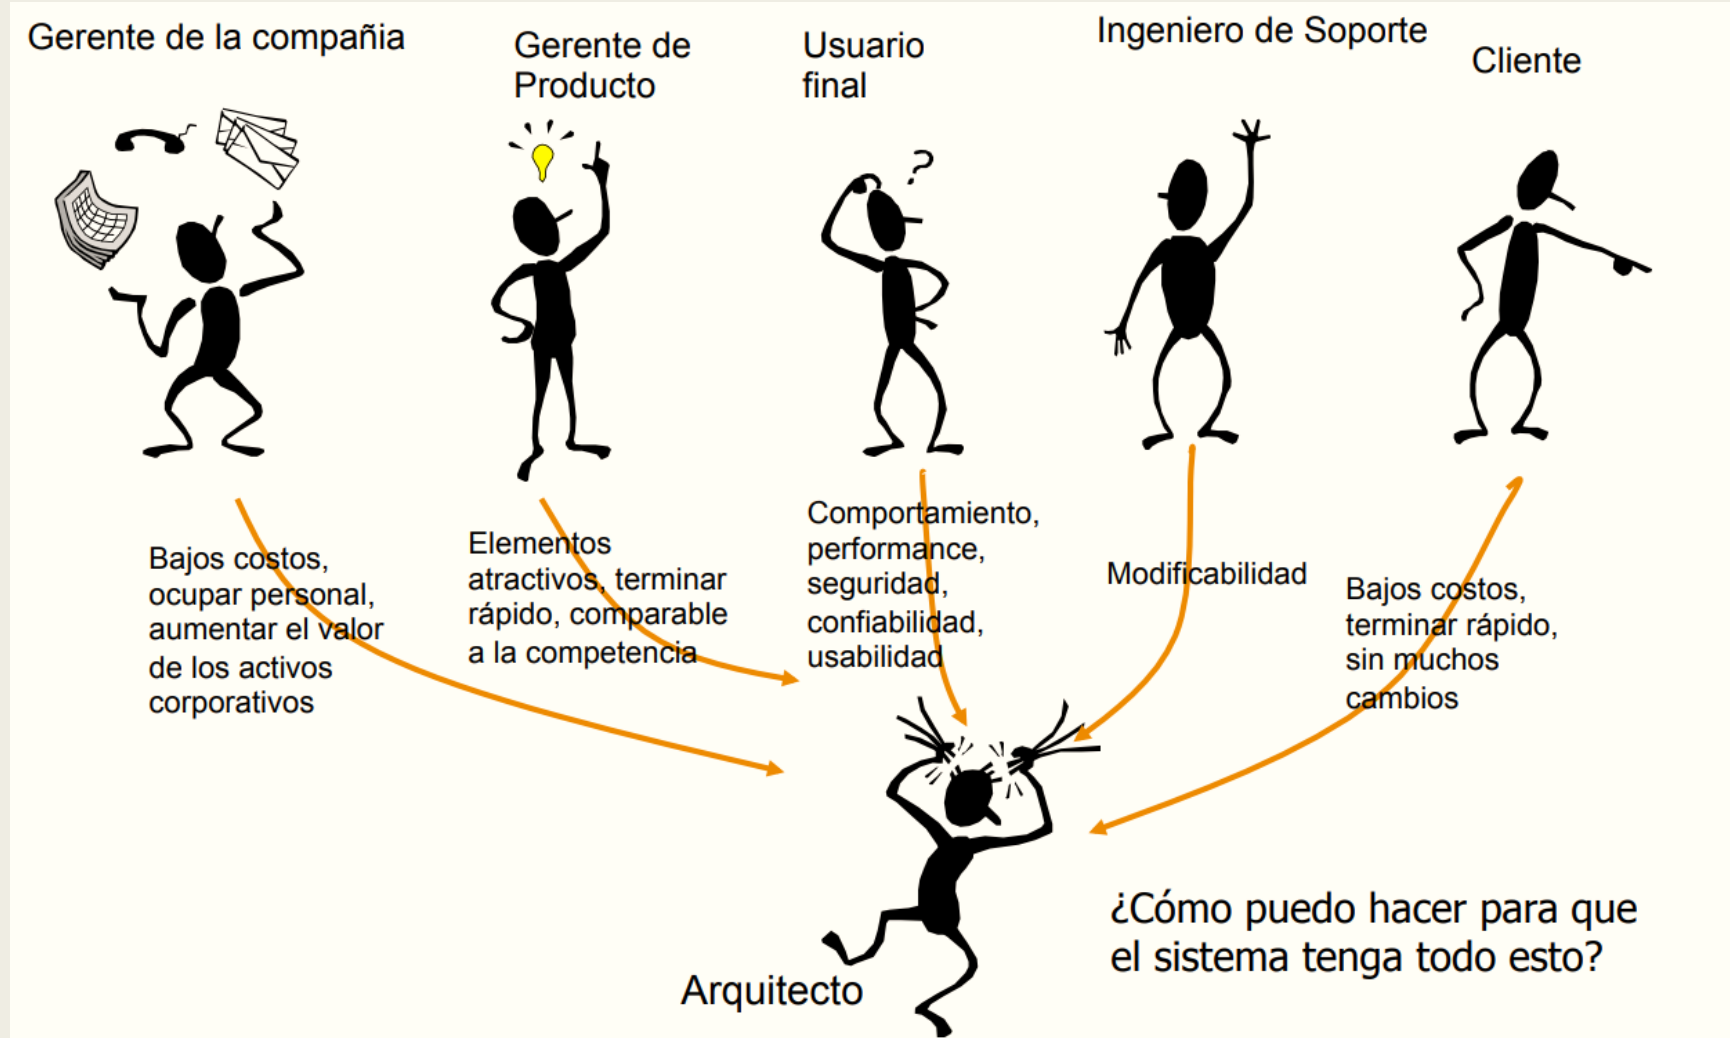 Gerente de la compañia
Gerente de
Producto
Usuario
final
Ingeniero de Soporte
Cliente
Bajos costos,
ocupar personal,
aumentar el valor
de los activos
corporativos
Elementos
atractivos, terminar
rápido, comparable
a la competencia
Comportamiento,
performance,
seguridad,
confiabilidad,
usabilidad
Modificabilidad
Bajos costos,
terminar rápido,
sin muchos
cambios
¿Cómo puedo hacer para que
el sistema tenga todo esto?
Arquitecto
?